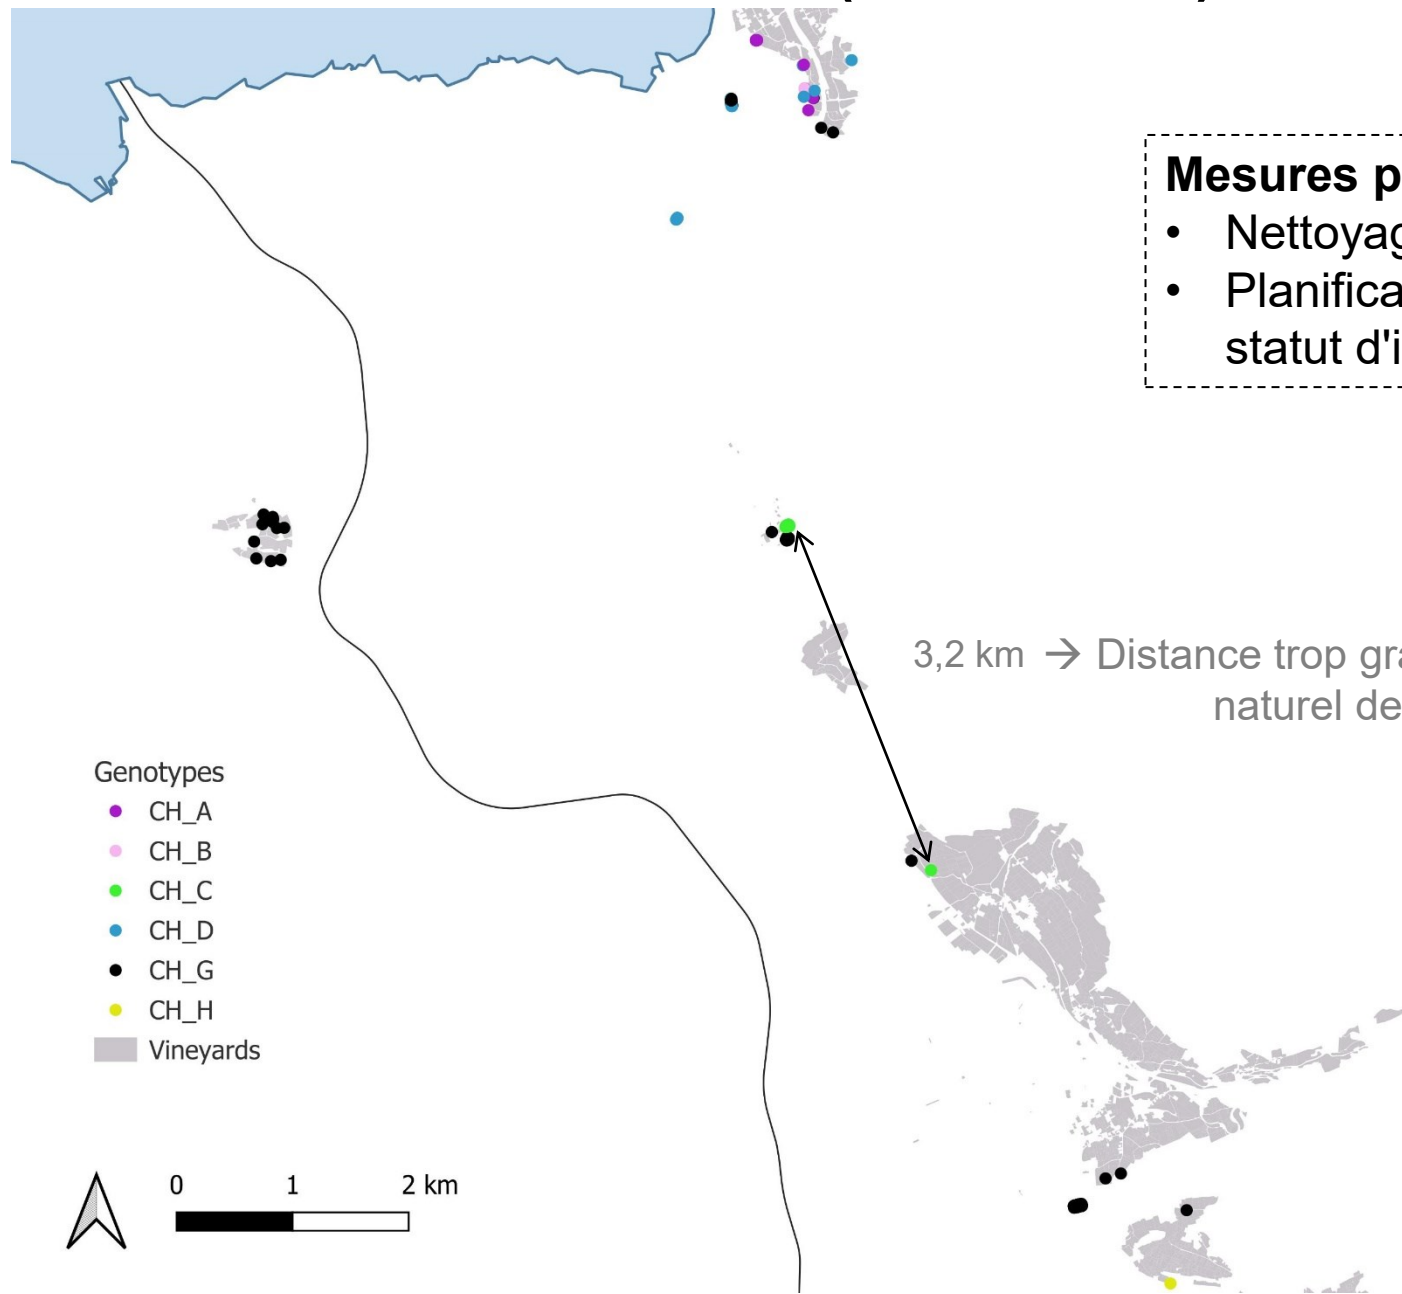 Mesures p
• Nettoyag
• Planifica
statut d'i
3,2 km → Distance trop gra
naturel de
Genotypes
CH_A
CH_B
CH_C
CH_D
CH_G
CH_H
Vineyards
0 1 2 km